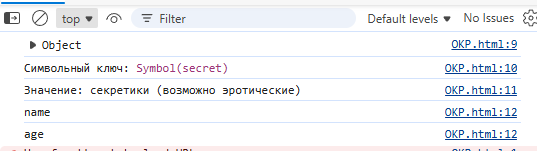 top Filter Default levels No Issues
Object OKP.html:9
Символьный ключ: Symbol(secret) OKP.html:10
Значение: секретики (возможно эротические) OKP.html:11
name OKP.html:12
age OKP.html:12